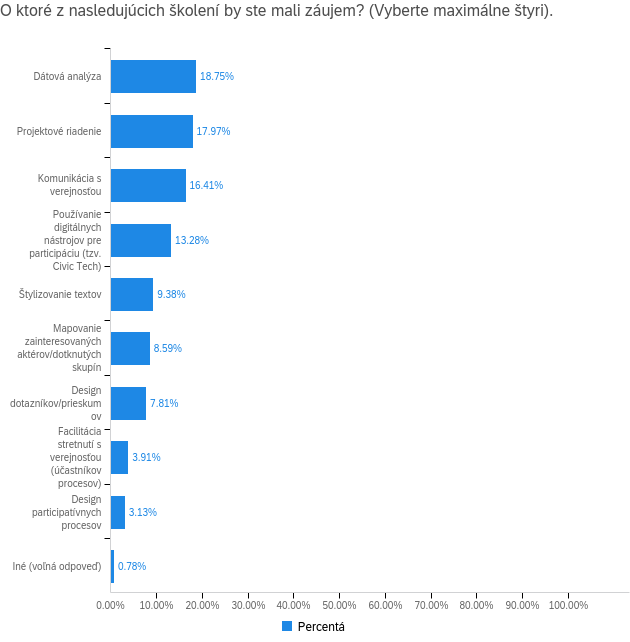 O ktoré z nasledujúcich školení by ste mali záujem? (Vyberte maximálne štyri).
Dátová analýza
18.75%
Projektové riadenie
17.97%
Komunikácia s
verejnosťou
16.41%
Používanie
digitálnych
nástrojov pre
participáciu (tzv.
Civic Tech)
13.28%
Štylizovanie textov
9.38%
Mapovanie
zainteresovaných
aktérov/dotknutých
skupín
8.59%
Design
dotazníkov/prieskum
ov
7.81%
Facilitácia
stretnutí s
verejnosťou
(účastníkov
procesov)
3.91%
Design
participatívnych
procesov
3.13%
Iné (voľná odpoveď)
0.78%
0.00% 10.00% 20.00% 30.00% 40.00% 50.00% 60.00% 70.00% 80.00% 90.00% 100.00%
Percentá